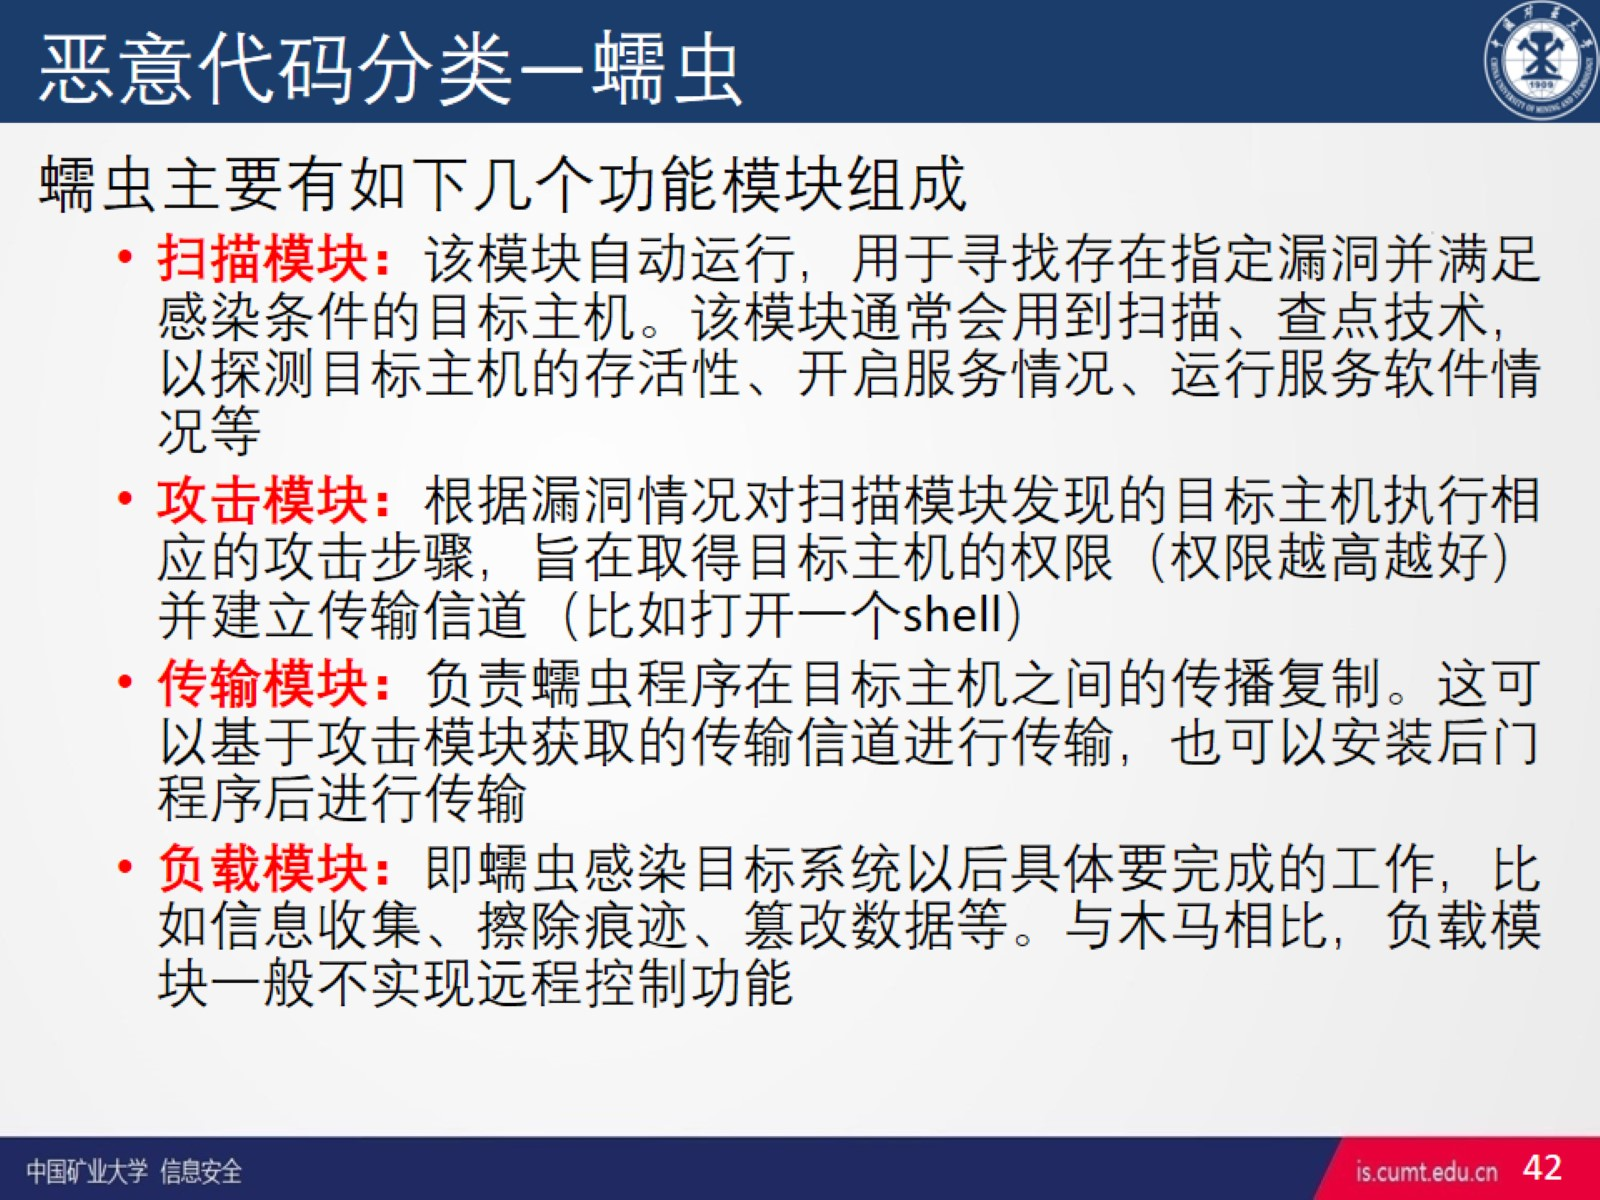 恶意代码分类—蠕虫
蠕虫主要有如下几个功能模块组成
• 扫描模块：该模块自动运行，用于寻找存在指定漏洞并满足
感染条件的目标主机。该模块通常会用到扫描、查点技术，
以探测目标主机的存活性、开启服务情况、运行服务软件情
况等
• 攻击模块：根据漏洞情况对扫描模块发现的目标主机执行相
应的攻击步骤，旨在取得目标主机的权限（权限越高越好）
并建立传输信道（比如打开一个shell）
• 传输模块：负责蠕虫程序在目标主机之间的传播复制。这可
以基于攻击模块获取的传输信道进行传输，也可以安装后门
程序后进行传输
• 负载模块：即蠕虫感染目标系统以后具体要完成的工作，比
如信息收集、擦除痕迹、篡改数据等。与木马相比，负载模
块一般不实现远程控制功能
中国矿业大学 信息安全
is.cumt.edu.cn 42
中国矿业大学
CHINA UNIVERSITY OF MINING AND TECHNOLOGY
1909